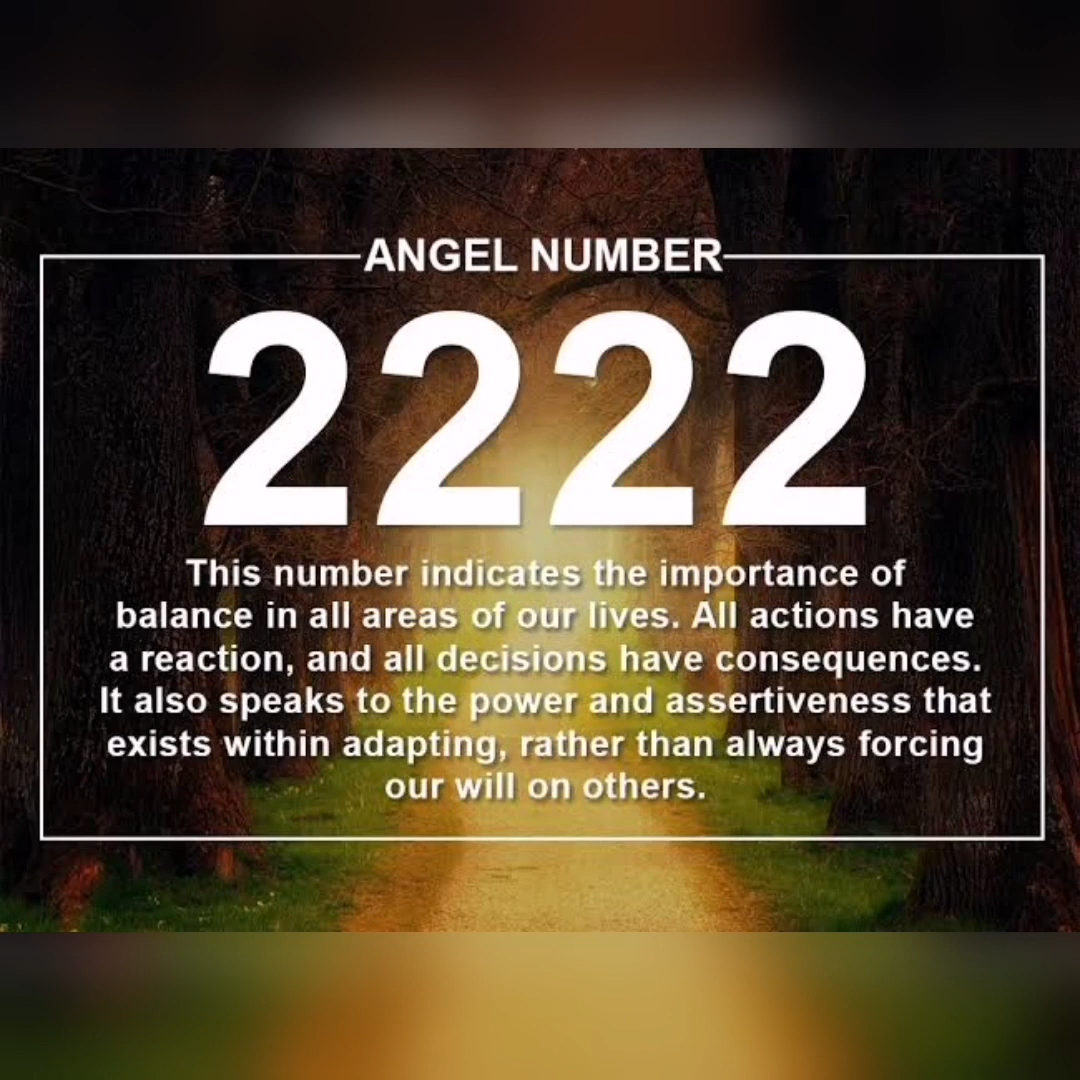 ANGEL NUMBER
2222
This number indicates the importance of
balance in all areas of our lives. All actions have
a reaction, and all decisions have consequences.
It also speaks to the power and assertiveness that
exists within adapting, rather than always forcing
our will on others.